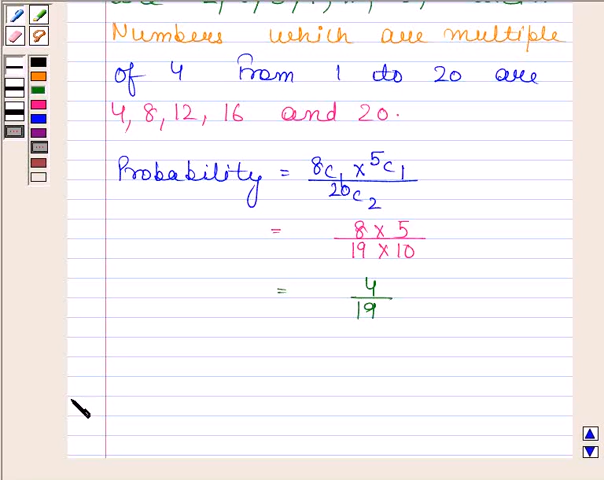 Numbers which are multiple
of 4 from 1 to 20 are
4, 8, 12, 16 and 20.
Probability = 8c1 x 5c1 / 20c2
= 8 x 5 / 19 x 10
= 4 / 19